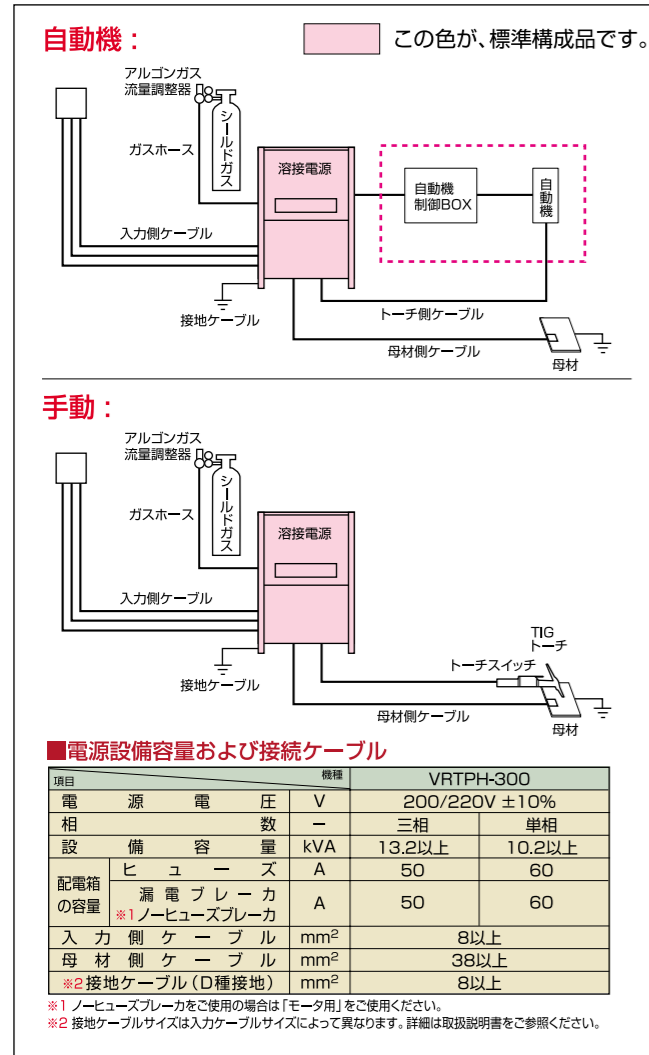 自動機：
この色が、標準構成品です。
アルゴンガス
流量調整器
シールドガス
ガスホース
溶接電源
自動機
制御BOX
自動機
入力側ケーブル
接地ケーブル
トーチ側ケーブル
母材側ケーブル
母材
手動：
アルゴンガス
流量調整器
シールドガス
ガスホース
溶接電源
入力側ケーブル
TIG
トーチ
トーチスイッチ
接地ケーブル
母材側ケーブル
母材
■電源設備容量および接続ケーブル
項目 機種 VRTPH-300
電源電圧 V 200/220V ±10%
相数 － 三相 単相
設備容量 kVA 13.2以上 10.2以上
配電箱の容量 ヒューズ A 50 60
漏電ブレーカ
※1ノーヒューズブレーカ A 50 60
入力側ケーブル mm² 8以上
母材側ケーブル mm² 38以上
※2接地ケーブル（D種接地） mm² 8以上
※1 ノーヒューズブレーカをご使用の場合は「モータ用」をご使用ください。
※2 接地ケーブルサイズは入力ケーブルサイズによって異なります。詳細は取扱説明書をご参照ください。